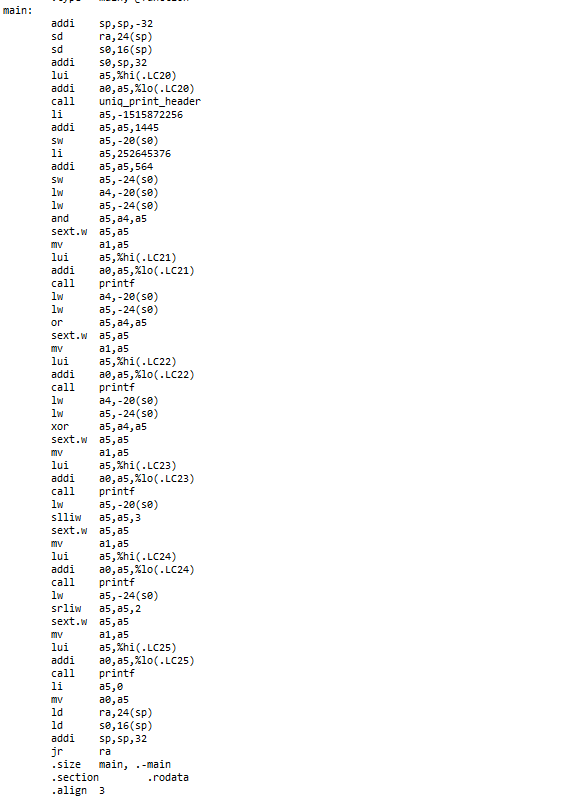 main:
addi sp,sp,-32
sd ra,24(sp)
sd s0,16(sp)
addi s0,sp,32
lui a5,%hi(.LC20)
addi a0,a5,%lo(.LC20)
call uniq_print_header
li a5,-1515872256
addi a5,a5,1445
sw a5,-20(s0)
li a5,252645376
addi a5,a5,564
sw a5,-24(s0)
lw a4,-20(s0)
lw a5,-24(s0)
and a5,a4,a5
sext.w a5,a5
mv a1,a5
lui a5,%hi(.LC21)
addi a0,a5,%lo(.LC21)
call printf
lw a4,-20(s0)
lw a5,-24(s0)
or a5,a4,a5
sext.w a5,a5
mv a1,a5
lui a5,%hi(.LC22)
addi a0,a5,%lo(.LC22)
call printf
lw a4,-20(s0)
lw a5,-24(s0)
xor a5,a4,a5
sext.w a5,a5
mv a1,a5
lui a5,%hi(.LC23)
addi a0,a5,%lo(.LC23)
call printf
lw a5,-20(s0)
slliw a5,a5,3
sext.w a5,a5
mv a1,a5
lui a5,%hi(.LC24)
addi a0,a5,%lo(.LC24)
call printf
lw a5,-24(s0)
srliw a5,a5,2
sext.w a5,a5
mv a1,a5
lui a5,%hi(.LC25)
addi a0,a5,%lo(.LC25)
call printf
li a5,0
mv a0,a5
ld ra,24(sp)
ld s0,16(sp)
addi sp,sp,32
jr ra
.size main, .-main
.section .rodata
.align 3